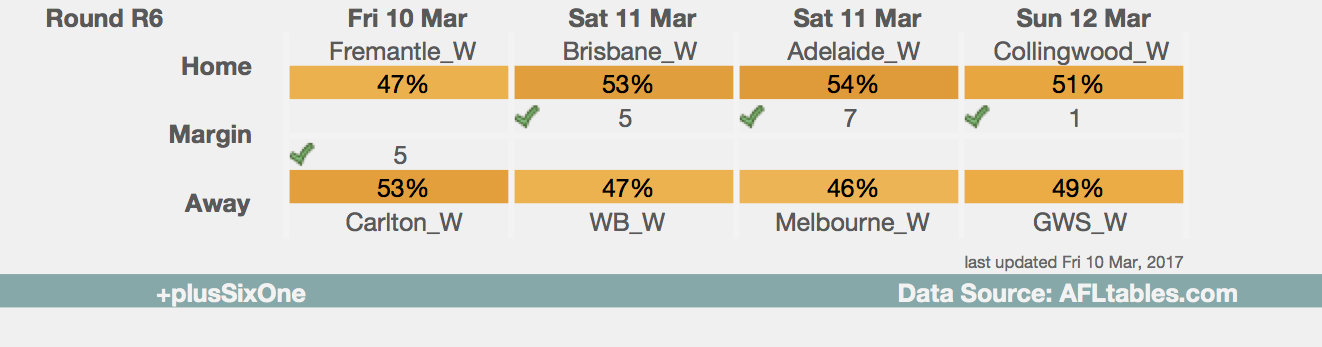 Round R6 Fri 10 Mar Sat 11 Mar Sat 11 Mar Sun 12 Mar
Fremantle_W Brisbane_W Adelaide_W Collingwood_W
Home
47% 53% 54% 51%
5 7 1
Margin
5
53% 47% 46% 49%
Away
Carlton_W WB_W Melbourne_W GWS_W
last updated Fri 10 Mar, 2017
+plusSixOne Data Source: AFLtables.com